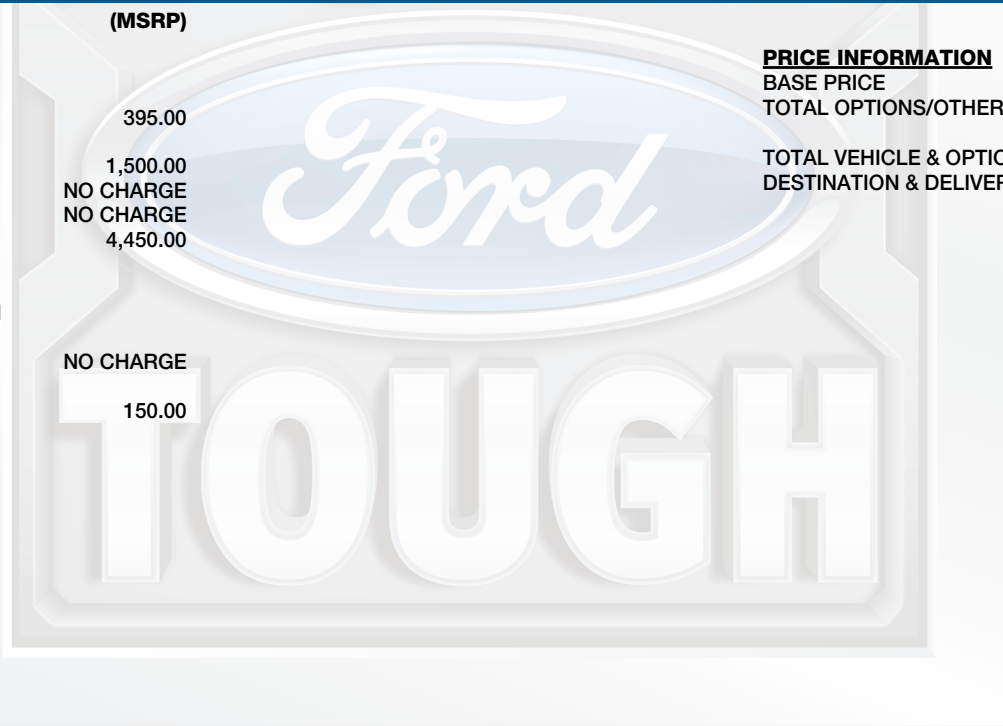 (MSRP)
395.00
1,500.00
NO CHARGE
NO CHARGE
4,450.00
NO CHARGE
150.00
PRICE INFORMATION
BASE PRICE
TOTAL OPTIONS/OTHER
TOTAL VEHICLE & OPTIO
DESTINATION & DELIVER
Ford
TOUGH